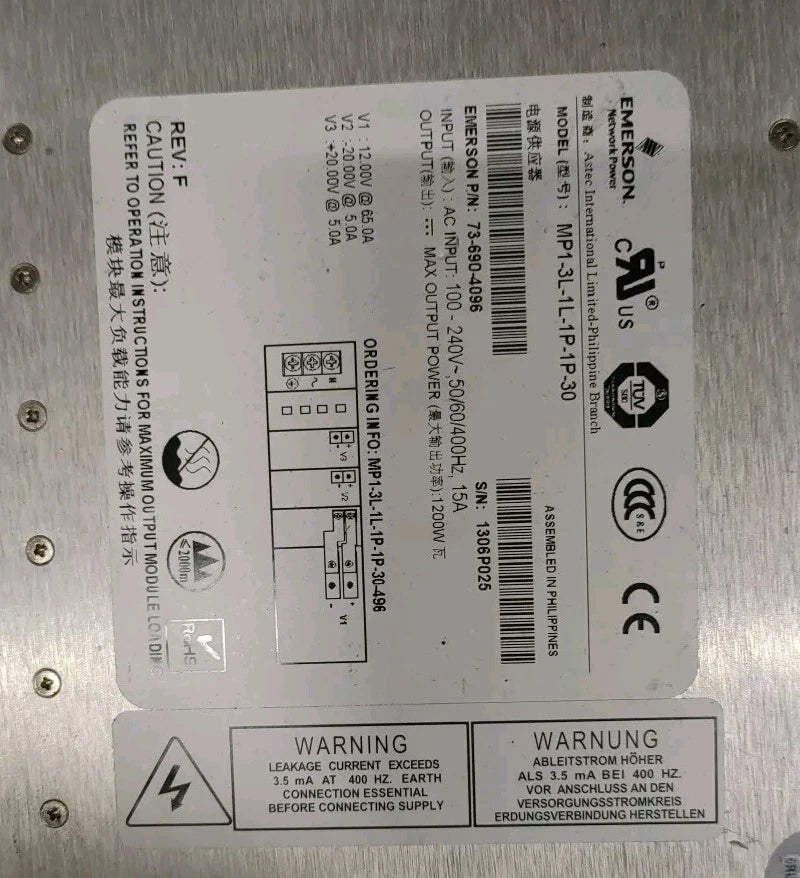 EMERSON.
Network Power
C US
P
®
TÜV
SÜD
S&E
CE
制造商: Astec International Limited-Philippine Branch
MODEL (型号): MP1-3L-1L-1P-1P-30
ASSEMBLED IN PHILIPPINES
电源供应器
EMERSON P/N: 73-690-4096
S/N: 1306P025
INPUT (输入): AC INPUT: 100 - 240V~,50/60/400Hz, 15A
OUTPUT(输出): MAX OUTPUT POWER (最大输出功率):1200W 瓦
V1 : 12.00V @ 65.0A
V2 :-20.00V @ 5.0A
V3 :+20.00V @ 5.0A
ORDERING INFO: MP1-3L-1L-1P-1P-30-496
N
V3
V2
V1
REV: F
≤2000m
RoHS
CAUTION (注意):
REFER TO OPERATION INSTRUCTIONS FOR MAXIMUM OUTPUT MODULE LOADING
模块最大负载能力请参考操作指示
WARNING
LEAKAGE CURRENT EXCEEDS
3.5 mA AT 400 HZ. EARTH
CONNECTION ESSENTIAL
BEFORE CONNECTING SUPPLY
WARNUNG
ABLEITSTROM HÖHER
ALS 3.5 mA BEI 400 HZ.
VOR ANSCHLUSS AN DEN
VERSORGUNGSSTROMKREIS
ERDUNGSVERBINDUNG HERSTELLEN